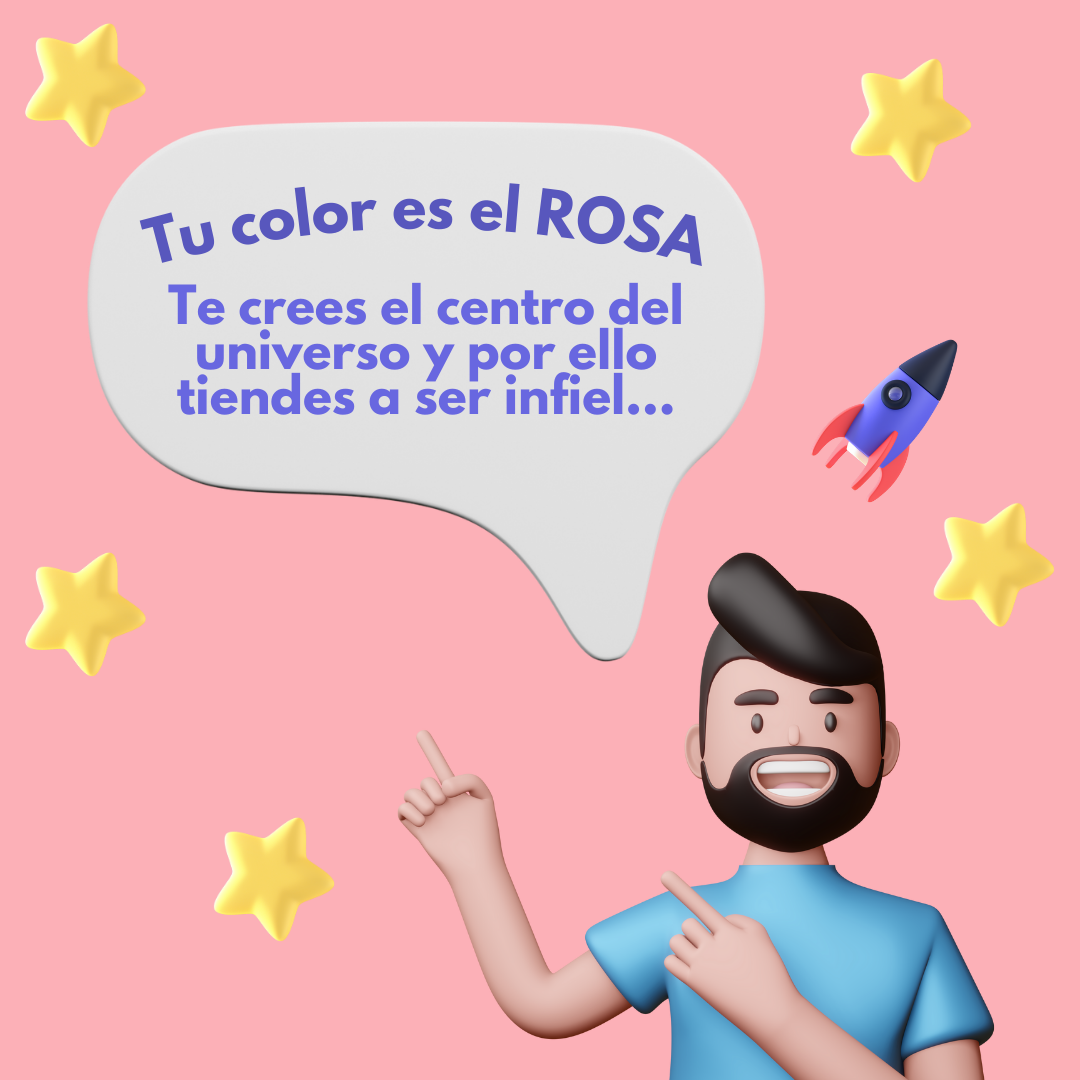 Tu color es el ROSA
Te crees el centro del
universo y por ello
tiendes a ser infiel...